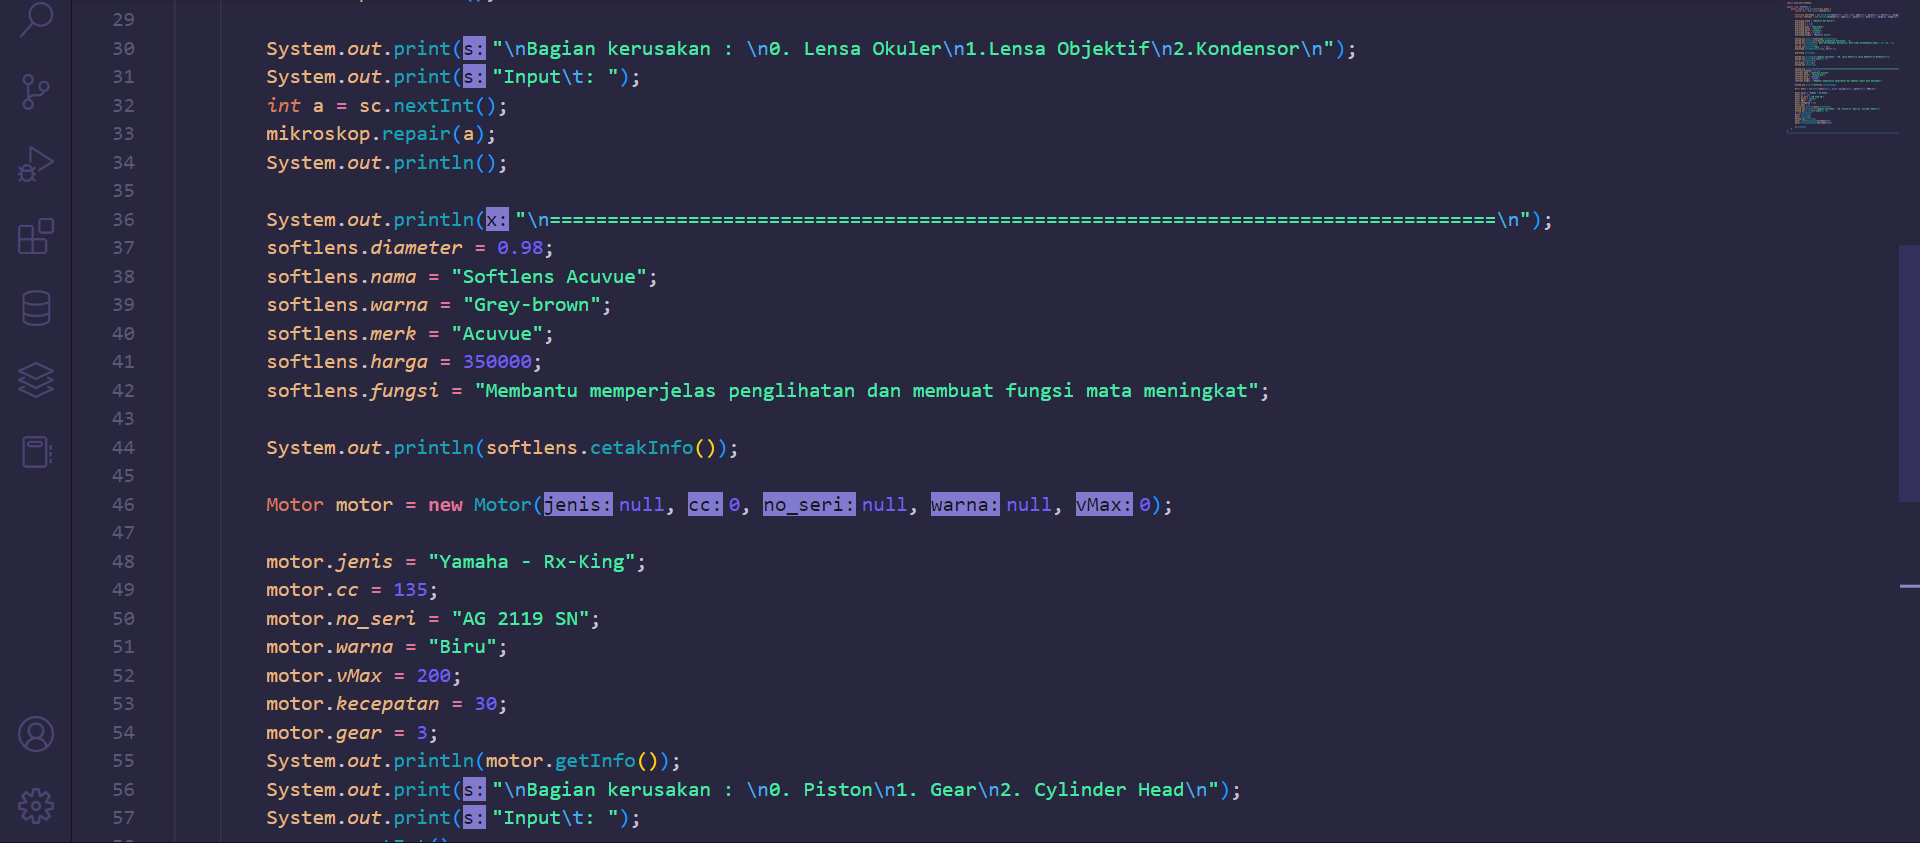 29
30 System.out.print(s: "\nBagian kerusakan : \n0. Lensa Okuler\n1.Lensa Objektif\n2.Kondensor\n");
31 System.out.print(s: "Input\t: ");
32 int a = sc.nextInt();
33 mikroskop.repair(a);
34 System.out.println();
35
36 System.out.println(x: "\n==================================================================================\n");
37 softlens.diameter = 0.98;
38 softlens.nama = "Softlens Acuvue";
39 softlens.warna = "Grey-brown";
40 softlens.merk = "Acuvue";
41 softlens.harga = 350000;
42 softlens.fungsi = "Membantu memperjelas penglihatan dan membuat fungsi mata meningkat";
43
44 System.out.println(softlens.cetakInfo());
45
46 Motor motor = new Motor(jenis: null, cc: 0, no_seri: null, warna: null, vMax: 0);
47
48 motor.jenis = "Yamaha - Rx-King";
49 motor.cc = 135;
50 motor.no_seri = "AG 2119 SN";
51 motor.warna = "Biru";
52 motor.vMax = 200;
53 motor.kecepatan = 30;
54 motor.gear = 3;
55 System.out.println(motor.getInfo());
56 System.out.print(s: "\nBagian kerusakan : \n0. Piston\n1. Gear\n2. Cylinder Head\n");
57 System.out.print(s: "Input\t: ");